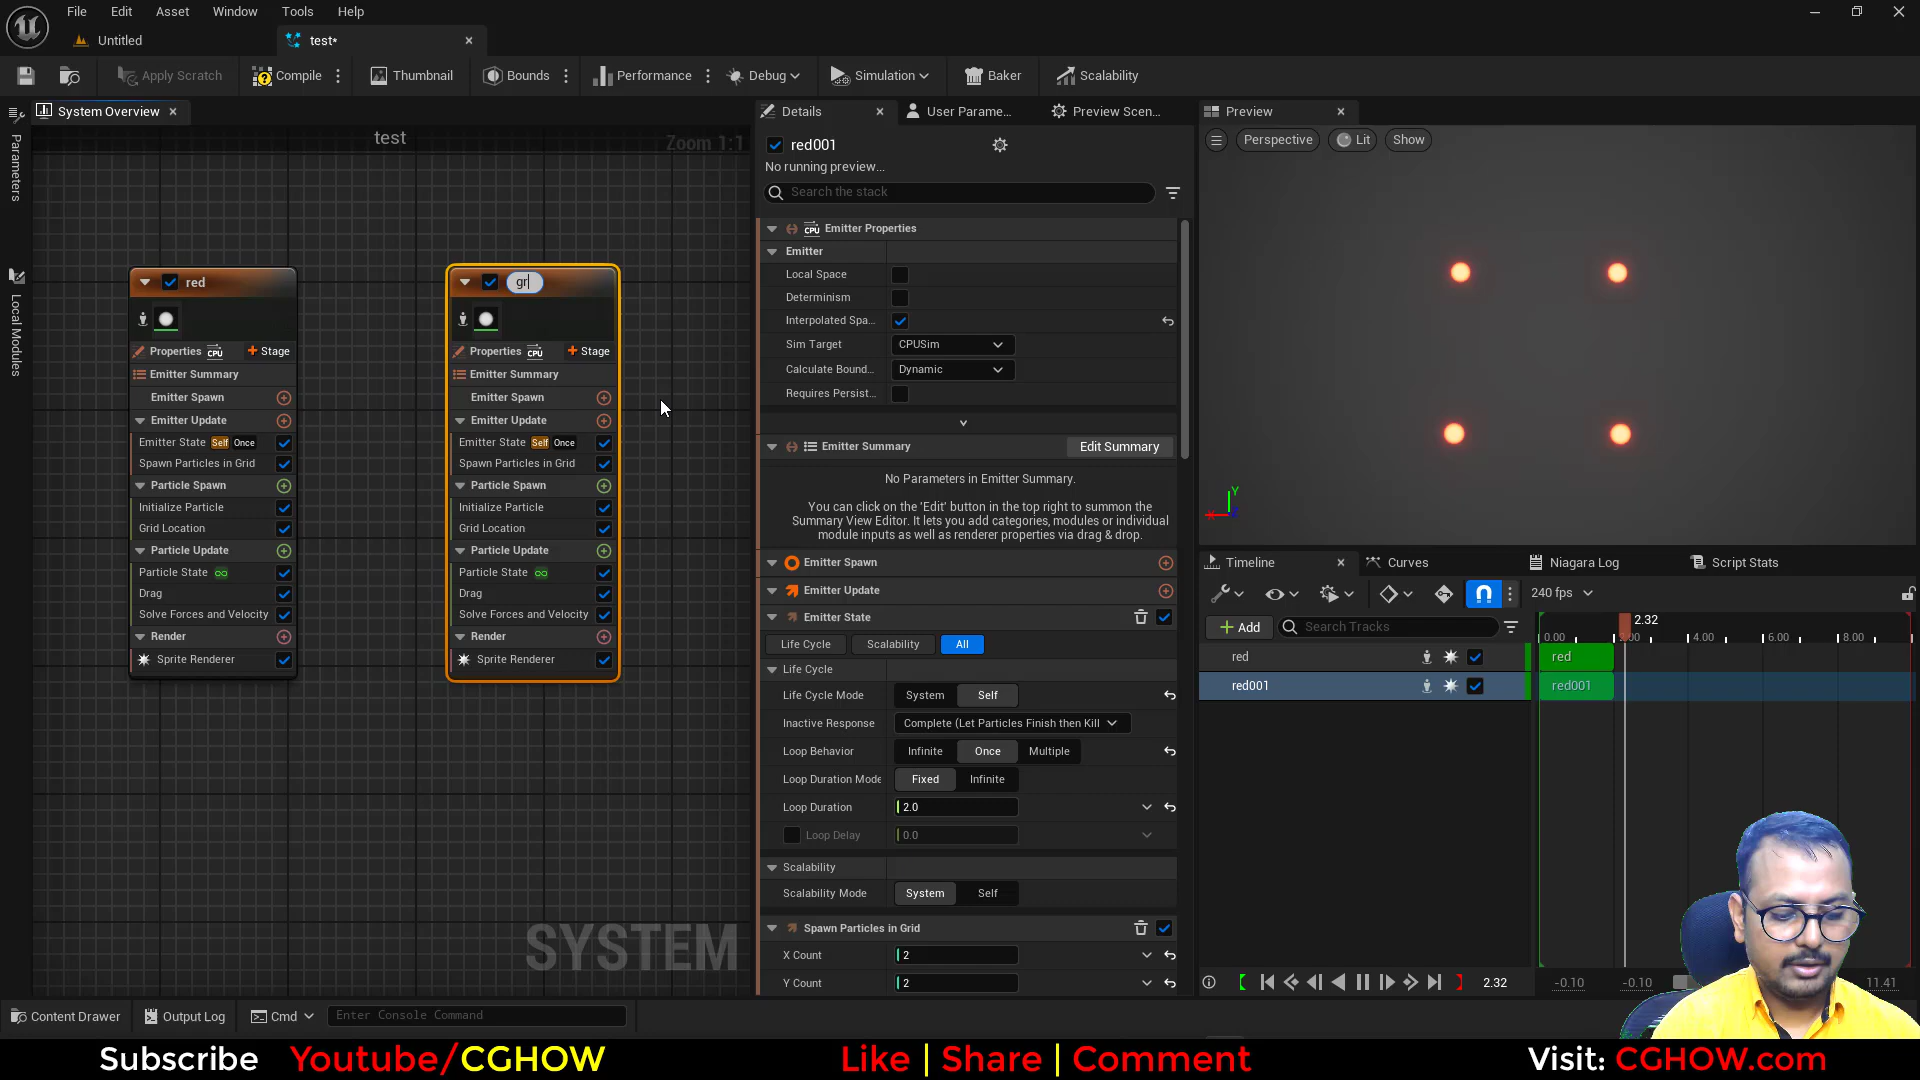 File Edit Asset Window Tools Help
Untitled test*
Apply Scratch Compile Thumbnail Bounds Performance Debug Simulation Baker Scalability
System Overview
Parameters
Local Modules
test
Zoom 1:1
red
Properties CPU Stage
Emitter Summary
Emitter Spawn
Emitter Update
Emitter State Self Once
Spawn Particles in Grid
Particle Spawn
Initialize Particle
Grid Location
Particle Update
Particle State
Drag
Solve Forces and Velocity
Render
Sprite Renderer
gr
Properties CPU Stage
Emitter Summary
Emitter Spawn
Emitter Update
Emitter State Self Once
Spawn Particles in Grid
Particle Spawn
Initialize Particle
Grid Location
Particle Update
Particle State
Drag
Solve Forces and Velocity
Render
Sprite Renderer
SYSTEM
Details User Parame... Preview Scen...
red001
No running preview...
Search the stack
CPU Emitter Properties
Emitter
Local Space
Determinism
Interpolated Spa...
Sim Target CPUSim
Calculate Bound... Dynamic
Requires Persist...
Emitter Summary Edit Summary
No Parameters in Emitter Summary.
You can click on the 'Edit' button in the top right to summon the
Summary View Editor. It lets you add categories, modules or individual
module inputs as well as renderer properties via drag & drop.
Emitter Spawn
Emitter Update
Emitter State
Life Cycle Scalability All
Life Cycle
Life Cycle Mode System Self
Inactive Response Complete (Let Particles Finish then Kill
Loop Behavior Infinite Once Multiple
Loop Duration Mode Fixed Infinite
Loop Duration 2.0
Loop Delay 0.0
Scalability
Scalability Mode System Self
Spawn Particles in Grid
X Count 2
Y Count 2
Preview
Perspective Lit Show
Y
X
Z
Timeline Curves Niagara Log Script Stats
240 fps
Add Search Tracks
2.32
0.00 4.00 6.00 8.00
red red
red001 red001
2.32 -0.10 -0.10 11.41
Content Drawer Output Log Cmd Enter Console Command
Subscribe Youtube/CGHOW Like | Share | Comment Visit: CGHOW.com